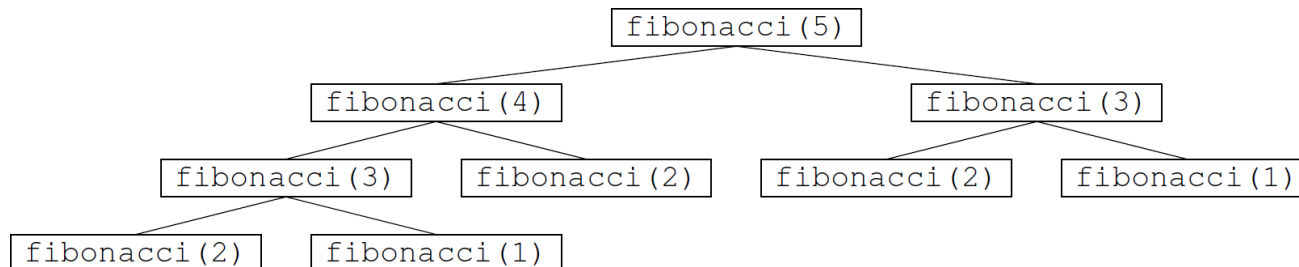 fibonacci(5)
fibonacci(4) fibonacci(3)
fibonacci(3) fibonacci(2) fibonacci(2) fibonacci(1)
fibonacci(2) fibonacci(1)